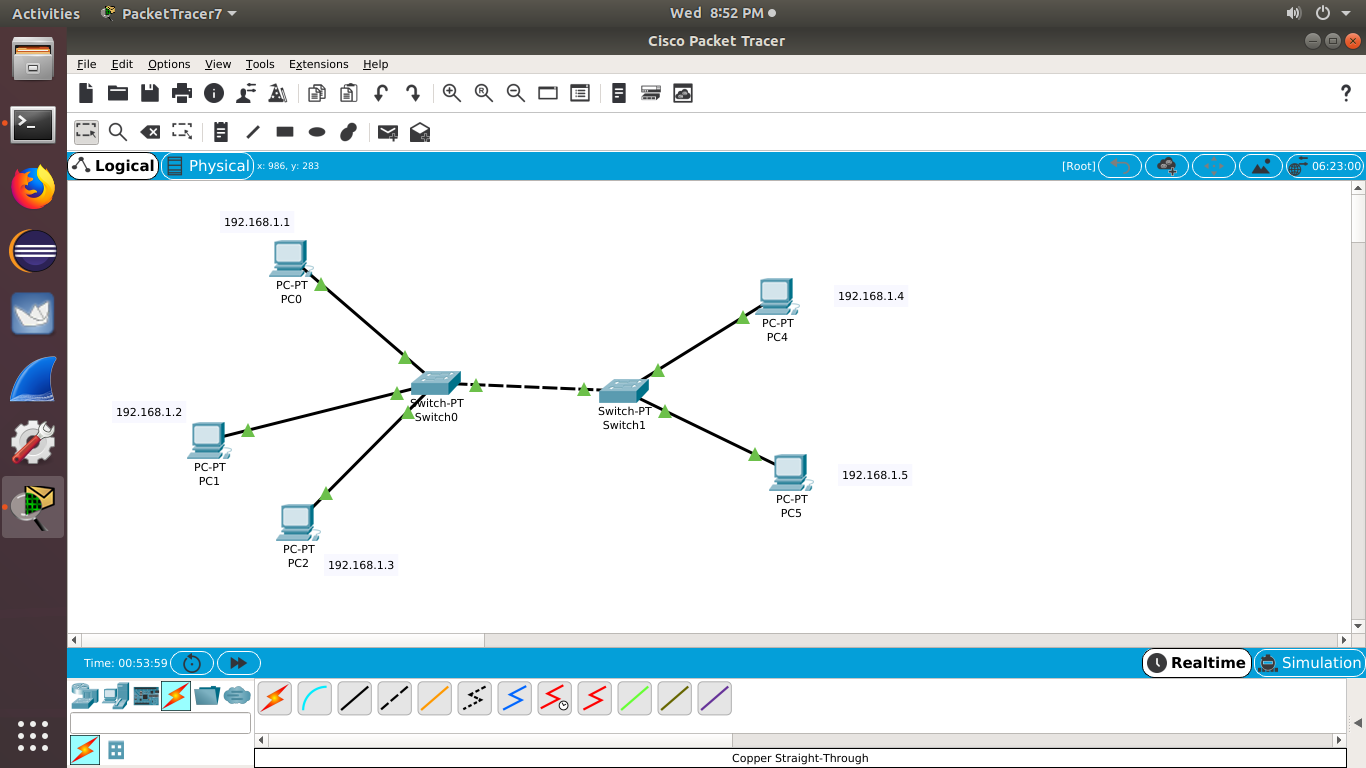 Activities PacketTracer7 Wed 8:52 PM
Cisco Packet Tracer
File Edit Options View Tools Extensions Help
?
Logical Physical x: 986, y: 283 [Root] 06:23:00
192.168.1.1
PC-PT
PC0
192.168.1.4
PC-PT
PC4
Switch-PT
Switch0
Switch-PT
Switch1
192.168.1.2
PC-PT
PC1
192.168.1.5
PC-PT
PC5
PC-PT
PC2
192.168.1.3
Time: 00:53:59 Realtime Simulation
Copper Straight-Through